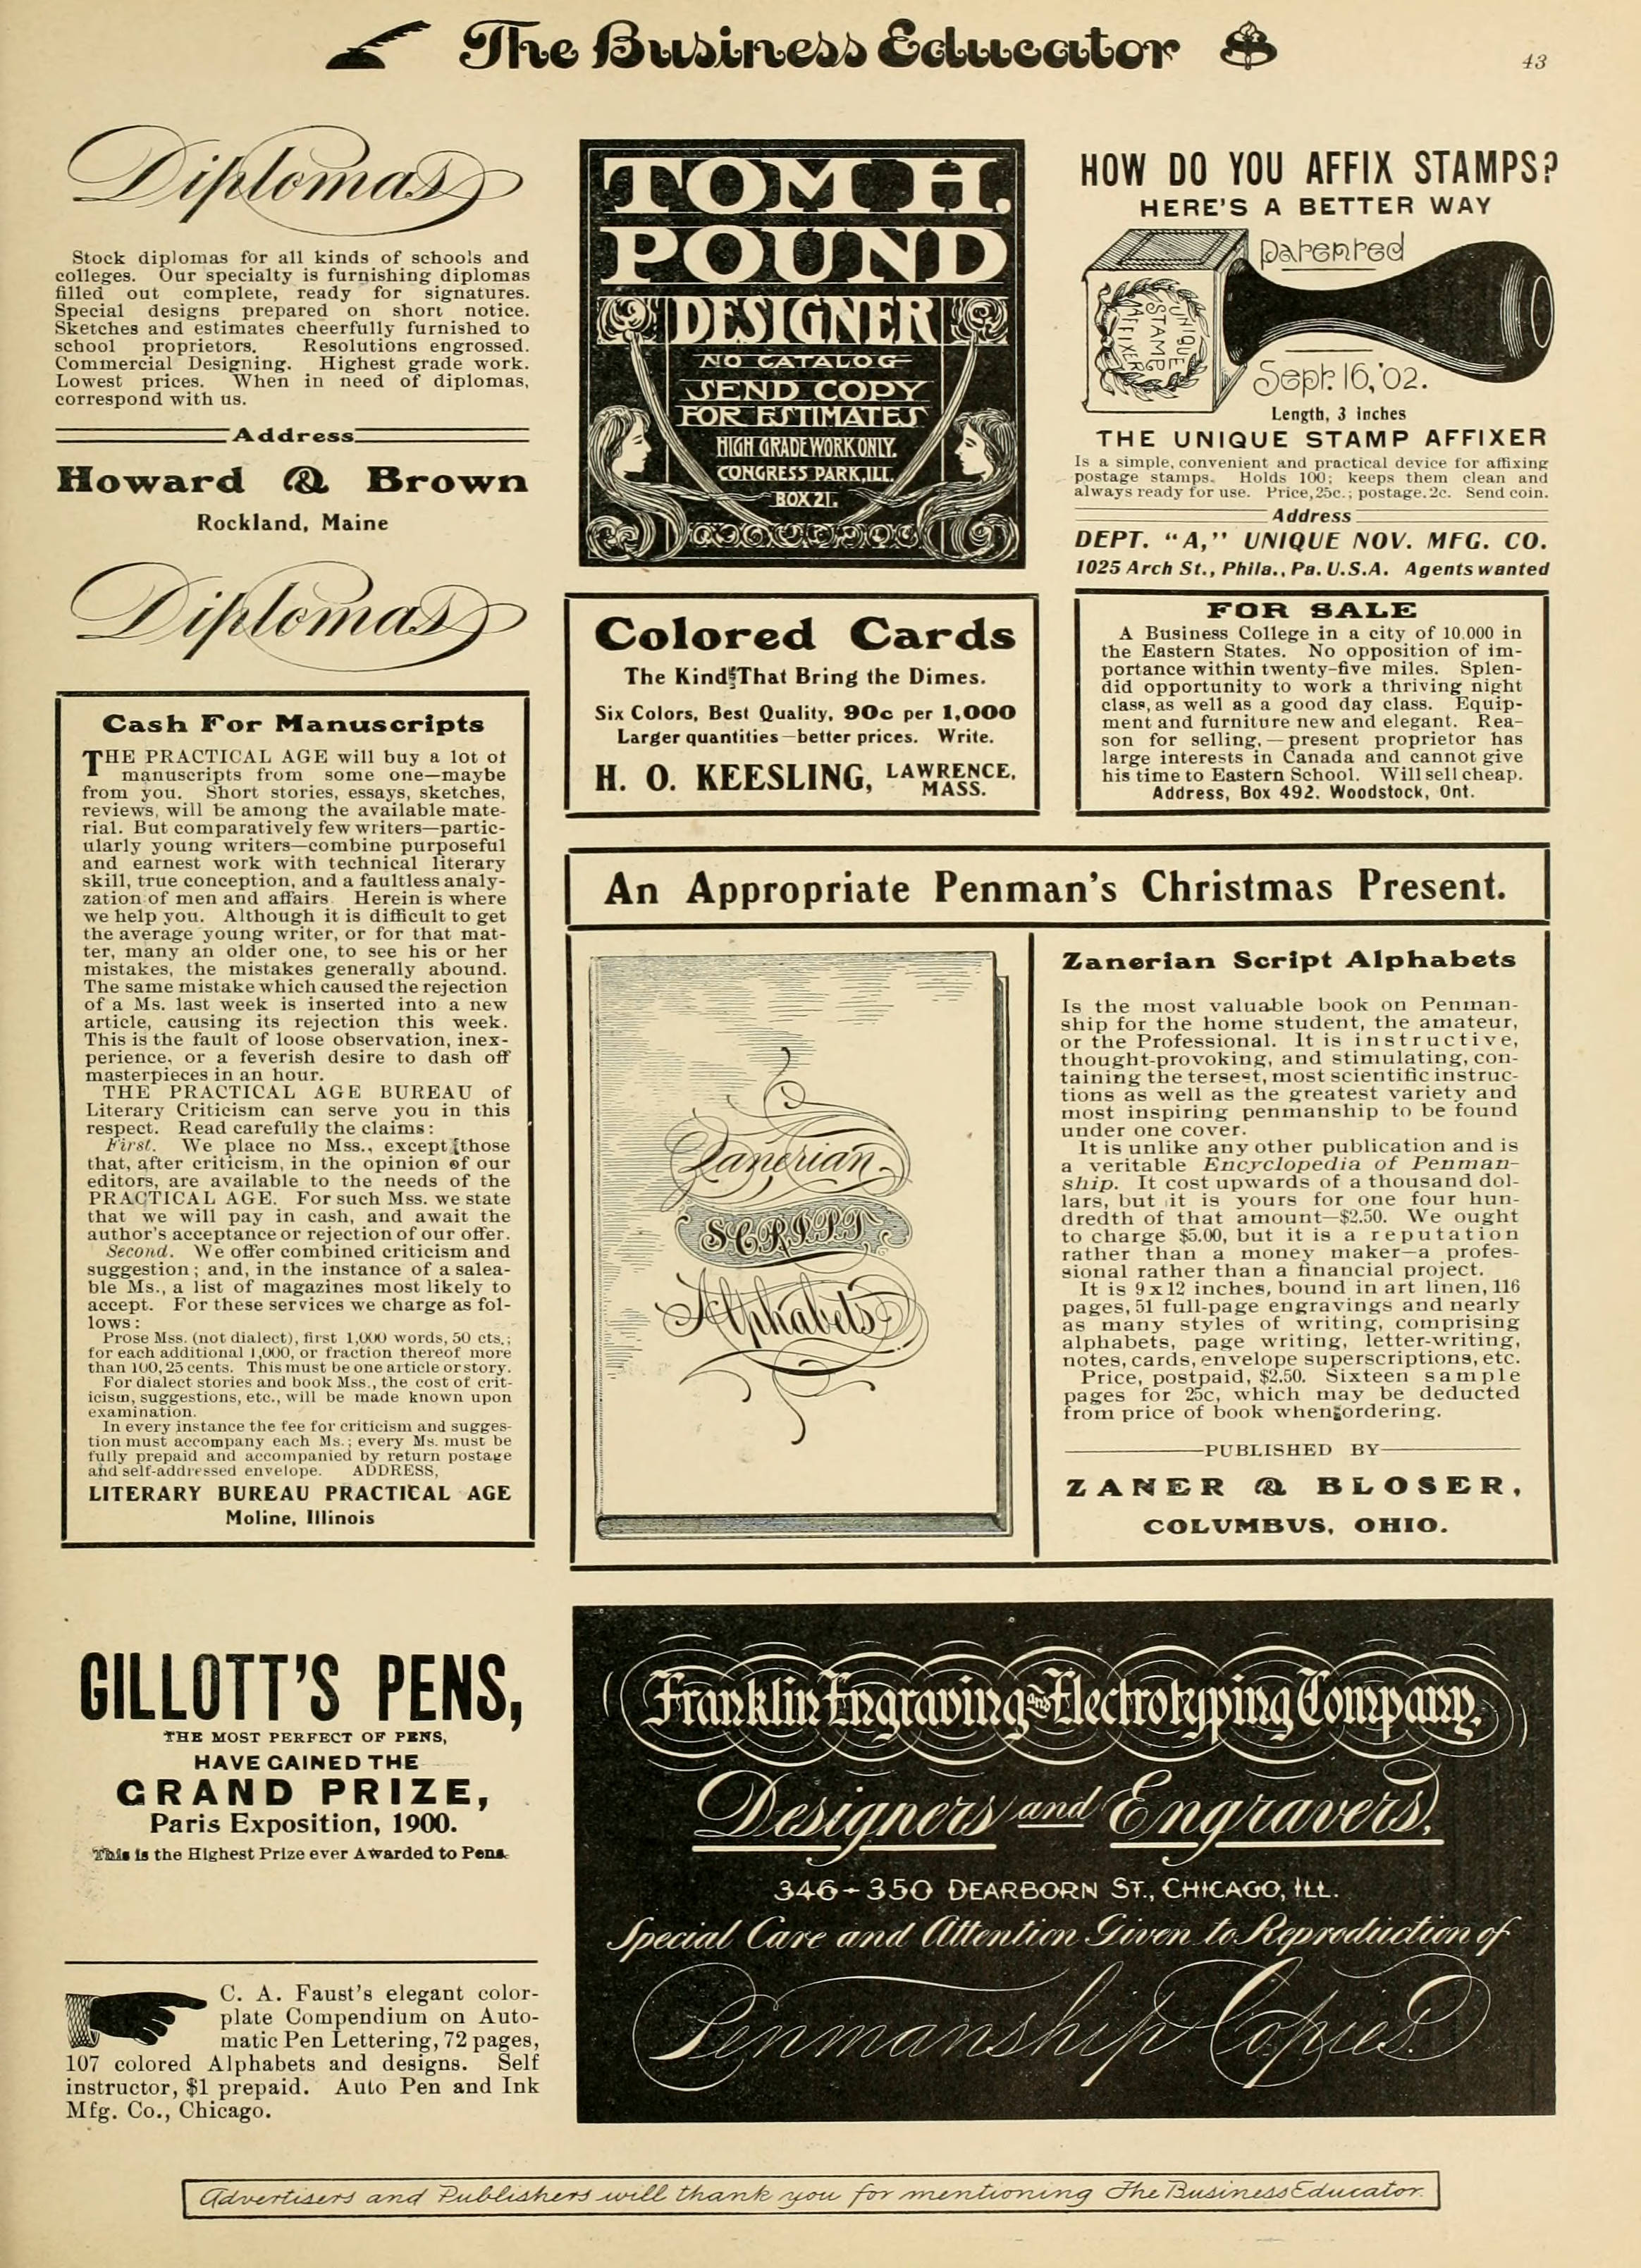 The Business Educator
43
Diplomas
Stock diplomas for all kinds of schools and
colleges. Our specialty is furnishing diplomas
filled out complete, ready for signatures.
Special designs prepared on short notice.
Sketches and estimates cheerfully furnished to
school proprietors. Resolutions engrossed.
Commercial Designing. Highest grade work.
Lowest prices. When in need of diplomas,
correspond with us.
Address
Howard & Brown
Rockland, Maine
Diplomas
Cash For Manuscripts
THE PRACTICAL AGE will buy a lot of
manuscripts from some one—maybe
from you. Short stories, essays, sketches,
reviews, will be among the available mate-
rial. But comparatively few writers—partic-
ularly young writers—combine purposeful
and earnest work with technical literary
skill, true conception, and a faultless analy-
zation of men and affairs. Herein is where
we help you. Although it is difficult to get
the average young writer, or for that mat-
ter, many an older one, to see his or her
mistakes, the mistakes generally abound.
The same mistake which caused the rejection
of a Ms. last week is inserted into a new
article, causing its rejection this week.
This is the fault of loose observation, inex-
perience, or a feverish desire to dash off
masterpieces in an hour.
THE PRACTICAL AGE BUREAU of
Literary Criticism can serve you in this
respect. Read carefully the claims:
First. We place no Mss., except those
that, after criticism, in the opinion of our
editors, are available to the needs of the
PRACTICAL AGE. For such Mss. we state
that we will pay in cash, and await the
author's acceptance or rejection of our offer.
Second. We offer combined criticism and
suggestion; and, in the instance of a salea-
ble Ms., a list of magazines most likely to
accept. For these services we charge as fol-
lows:
Prose Mss. (not dialect), first 1,000 words, 50 cts.;
for each additional 1,000, or fraction thereof more
than 100, 25 cents. This must be one article or story.
For dialect stories and book Mss., the cost of crit-
icism, suggestions, etc., will be made known upon
examination.
In every instance the fee for criticism and sugges-
tion must accompany each Ms.; every Ms. must be
fully prepaid and accompanied by return postage
and self-addressed envelope. ADDRESS,
LITERARY BUREAU PRACTICAL AGE
Moline, Illinois
GILLOTT'S PENS,
THE MOST PERFECT OF PENS,
HAVE GAINED THE
GRAND PRIZE,
Paris Exposition, 1900.
This is the Highest Prize ever Awarded to Pens.
C. A. Faust's elegant color-
plate Compendium on Auto-
matic Pen Lettering, 72 pages,
107 colored Alphabets and designs. Self
instructor, $1 prepaid. Auto Pen and Ink
Mfg. Co., Chicago.
TOM H.
POUND
DESIGNER
NO CATALOG
SEND COPY
FOR ESTIMATES
HIGH GRADE WORK ONLY.
CONGRESS PARK, ILL.
BOX 21.
HOW DO YOU AFFIX STAMPS?
HERE'S A BETTER WAY
Patented
UNIQUE
STAMP
AFFIXER
Sept. 16, '02.
Length, 3 inches
THE UNIQUE STAMP AFFIXER
Is a simple, convenient and practical device for affixing
postage stamps. Holds 100; keeps them clean and
always ready for use. Price, 25c.; postage, 2c. Send coin.
Address
DEPT. "A," UNIQUE NOV. MFG. CO.
1025 Arch St., Phila., Pa. U.S.A. Agents wanted
Colored Cards
The Kind That Bring the Dimes.
Six Colors, Best Quality, 90c per 1,000
Larger quantities—better prices. Write.
H. O. KEESLING, LAWRENCE, MASS.
FOR SALE
A Business College in a city of 10,000 in
the Eastern States. No opposition of im-
portance within twenty-five miles. Splen-
did opportunity to work a thriving night
class, as well as a good day class. Equip-
ment and furniture new and elegant. Rea-
son for selling,—present proprietor has
large interests in Canada and cannot give
his time to Eastern School. Will sell cheap.
Address, Box 492, Woodstock, Ont.
An Appropriate Penman's Christmas Present.
Zanerian
SCRIPT
Alphabets
Zanerian Script Alphabets
Is the most valuable book on Penman-
ship for the home student, the amateur,
or the Professional. It is instructive,
thought-provoking, and stimulating, con-
taining the tersest, most scientific instruc-
tions as well as the greatest variety and
most inspiring penmanship to be found
under one cover.
It is unlike any other publication and is
a veritable Encyclopedia of Penman-
ship. It cost upwards of a thousand dol-
lars, but it is yours for one four hun-
dredth of that amount—$2.50. We ought
to charge $5.00, but it is a reputation
rather than a money maker—a profes-
sional rather than a financial project.
It is 9x12 inches, bound in art linen, 116
pages, 51 full-page engravings and nearly
as many styles of writing, comprising
alphabets, page writing, letter-writing,
notes, cards, envelope superscriptions, etc.
Price, postpaid, $2.50. Sixteen sample
pages for 25c, which may be deducted
from price of book when ordering.
PUBLISHED BY
ZANER & BLOSER,
COLUMBUS, OHIO.
Franklin Engraving and Electrotyping Company,
Designers and Engravers,
346-350 DEARBORN ST., CHICAGO, ILL.
Special Care and Attention Given to Reproduction of
Penmanship Copies.
Advertisers and Publishers will thank you for mentioning The Business Educator.